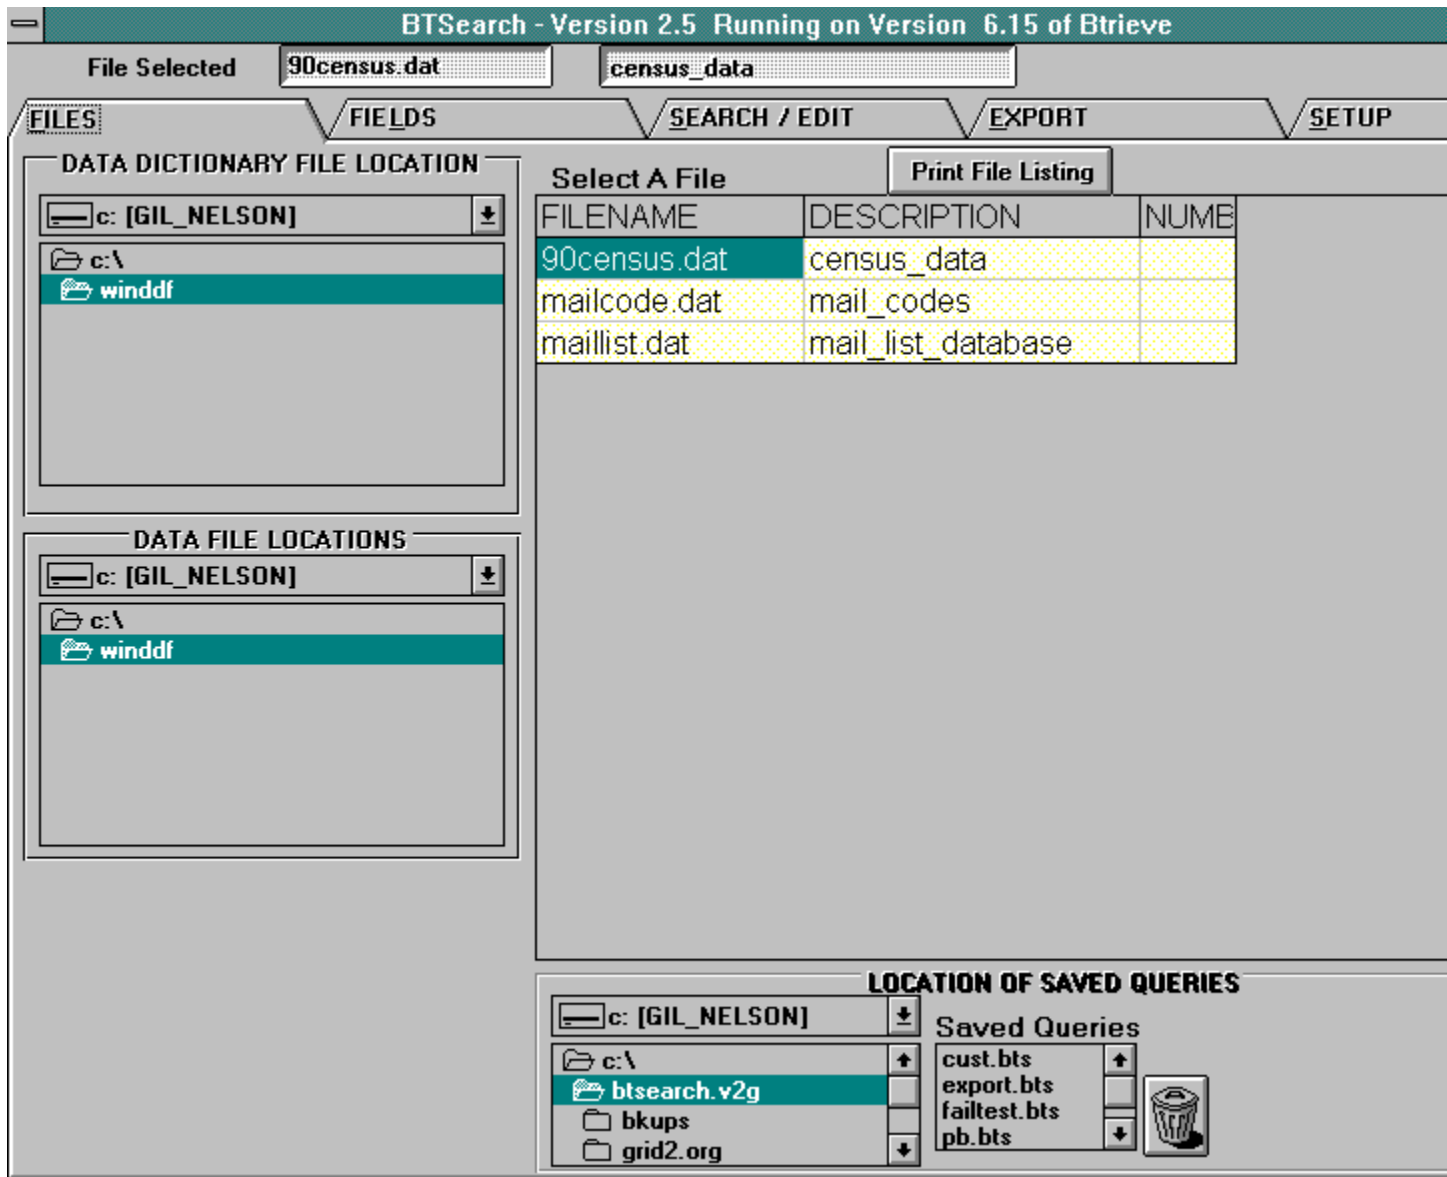 BTSearch - Version 2.5 Running on Version 6.15 of Btrieve
File Selected 90census.dat census_data
FILES FIELDS SEARCH / EDIT EXPORT SETUP
DATA DICTIONARY FILE LOCATION
c: [GIL_NELSON]
c:\
winddf
DATA FILE LOCATIONS
c: [GIL_NELSON]
c:\
winddf
Select A File Print File Listing
FILENAME DESCRIPTION NUMB
90census.dat census_data
mailcode.dat mail_codes
maillist.dat mail_list_database
LOCATION OF SAVED QUERIES
c: [GIL_NELSON]
c:\
btsearch.v2g
bkups
grid2.org
Saved Queries
cust.bts
export.bts
failtest.bts
pb.bts